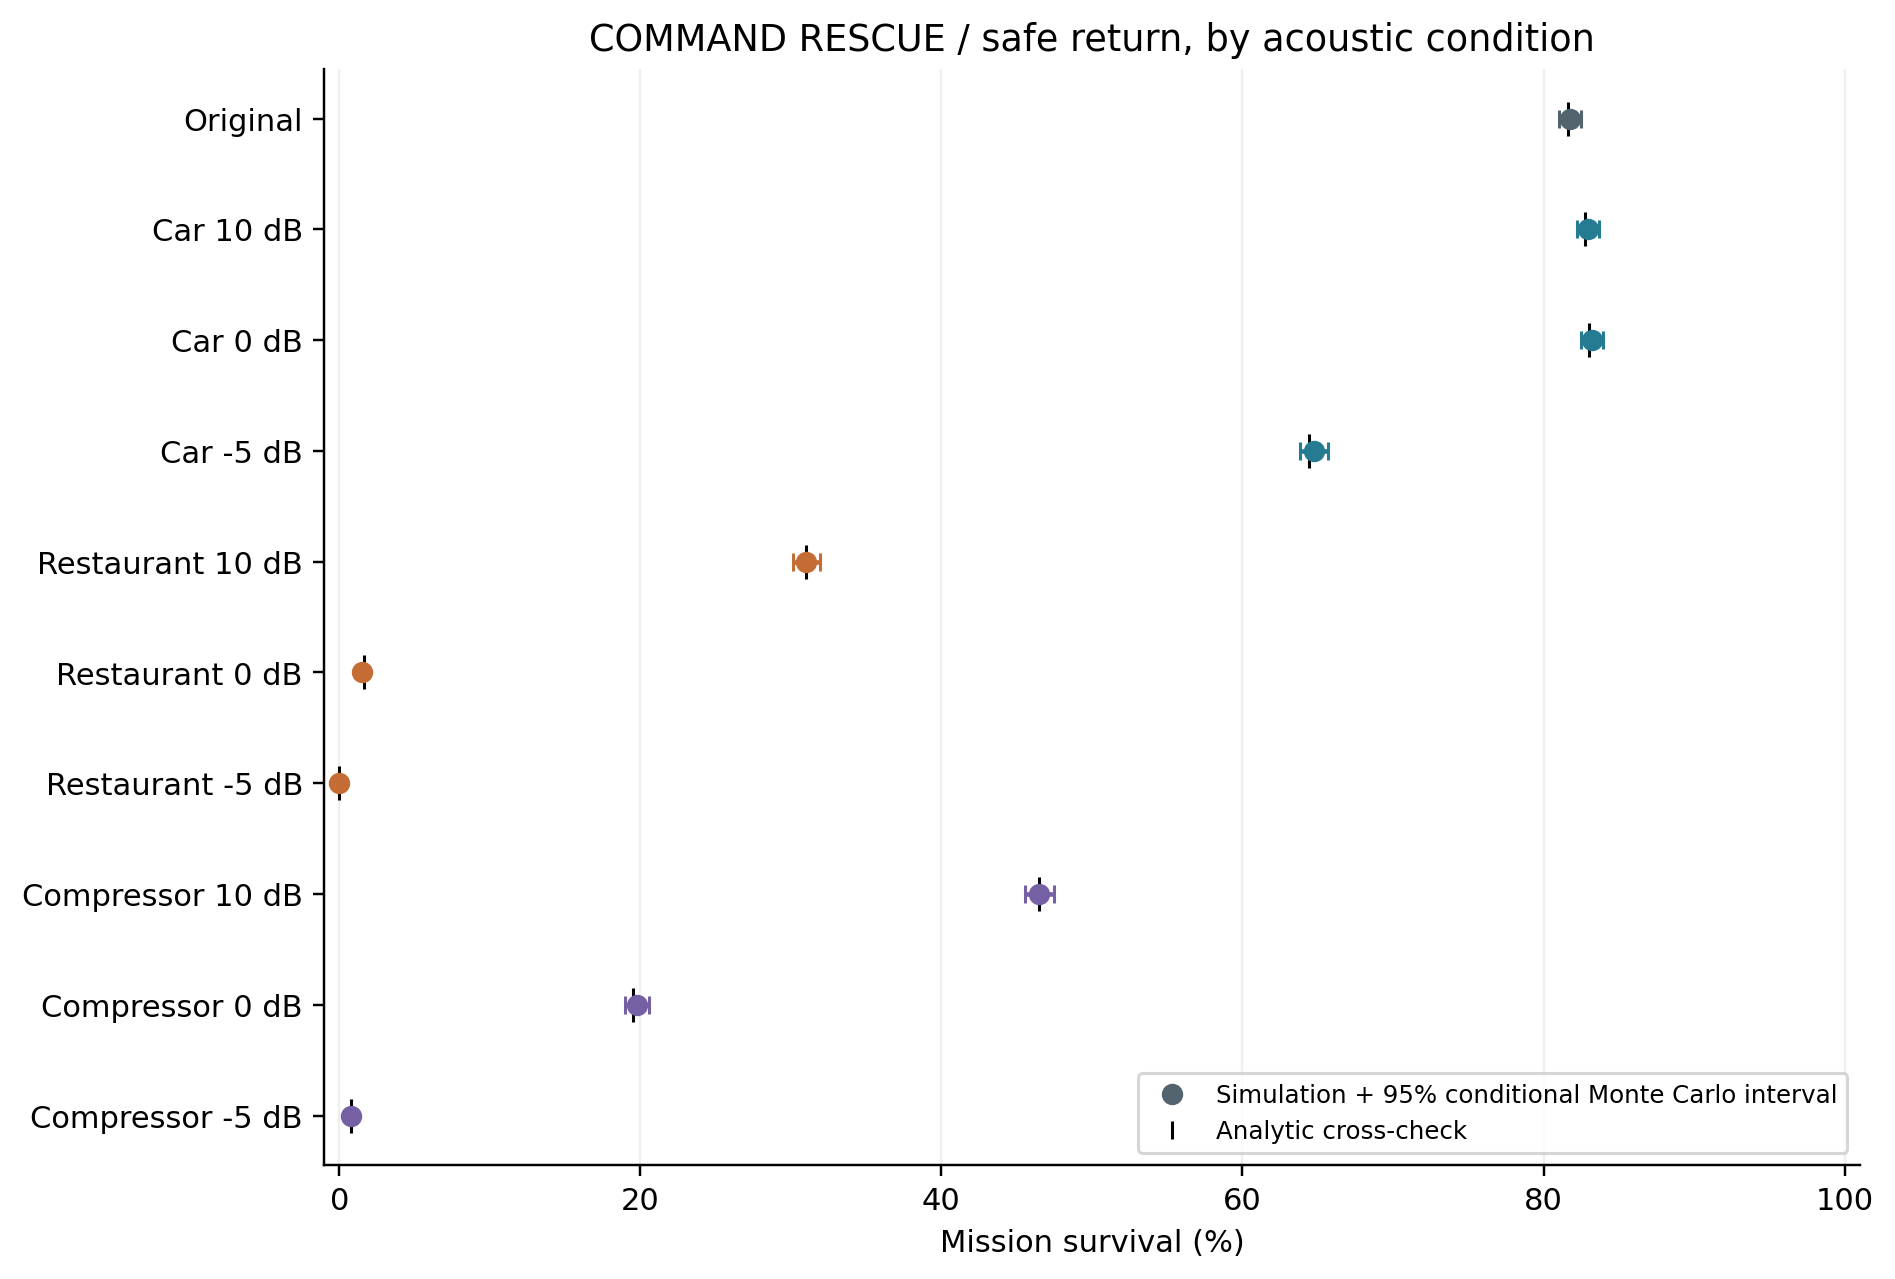 COMMAND RESCUE / safe return, by acoustic condition
Original
Car 10 dB
Car 0 dB
Car -5 dB
Restaurant 10 dB
Restaurant 0 dB
Restaurant -5 dB
Compressor 10 dB
Compressor 0 dB
Compressor -5 dB
Simulation + 95% conditional Monte Carlo interval
Analytic cross-check
0 20 40 60 80 100
Mission survival (%)